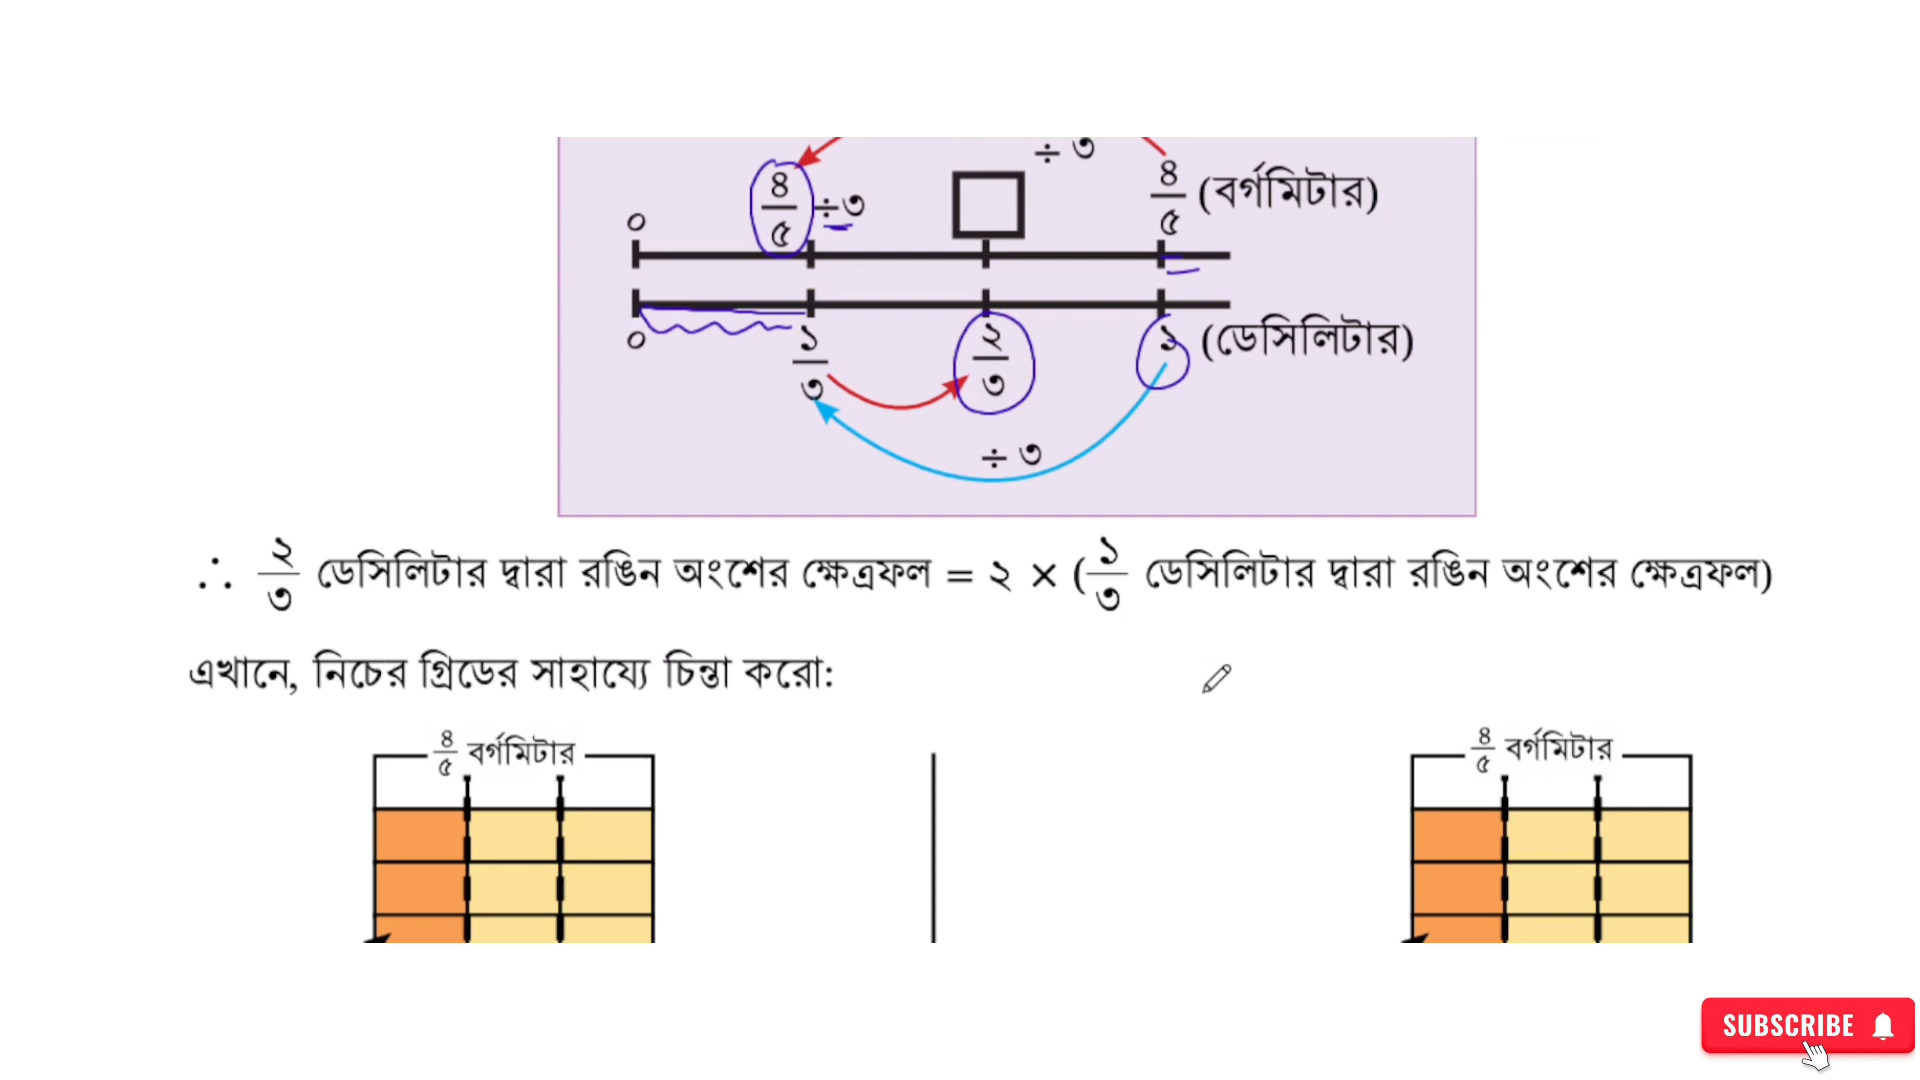 ÷ ৩
০ ৪/৫ ÷৩ □ ৪/৫ (বর্গমিটার)
০ ১/৩ ২/৩ ১ (ডেসিলিটার)
÷ ৩
∴ ২/৩ ডেসিলিটার দ্বারা রঙিন অংশের ক্ষেত্রফল = ২ × (১/৩ ডেসিলিটার দ্বারা রঙিন অংশের ক্ষেত্রফল)
এখানে, নিচের গ্রিডের সাহায্যে চিন্তা করো:
৪/৫ বর্গমিটার
৪/৫ বর্গমিটার
SUBSCRIBE